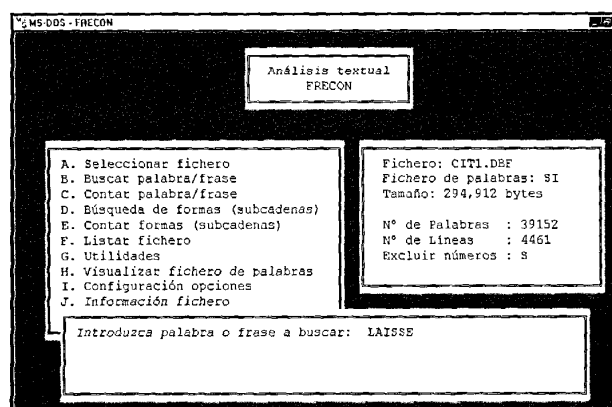 MS-DOS - FRECON
Análisis textual
FRECON
A. Seleccionar fichero
B. Buscar palabra/frase
C. Contar palabra/frase
D. Búsqueda de formas (subcadenas)
E. Contar formas (subcadenas)
F. Listar fichero
G. Utilidades
H. Visualizar fichero de palabras
I. Configuración opciones
J. Información fichero
Fichero: CIT1.DBF
Fichero de palabras: SI
Tamaño: 294,912 bytes
Nº de Palabras : 39152
Nº de Líneas : 4461
Excluir números : S
Introduzca palabra o frase a buscar: LAISSE